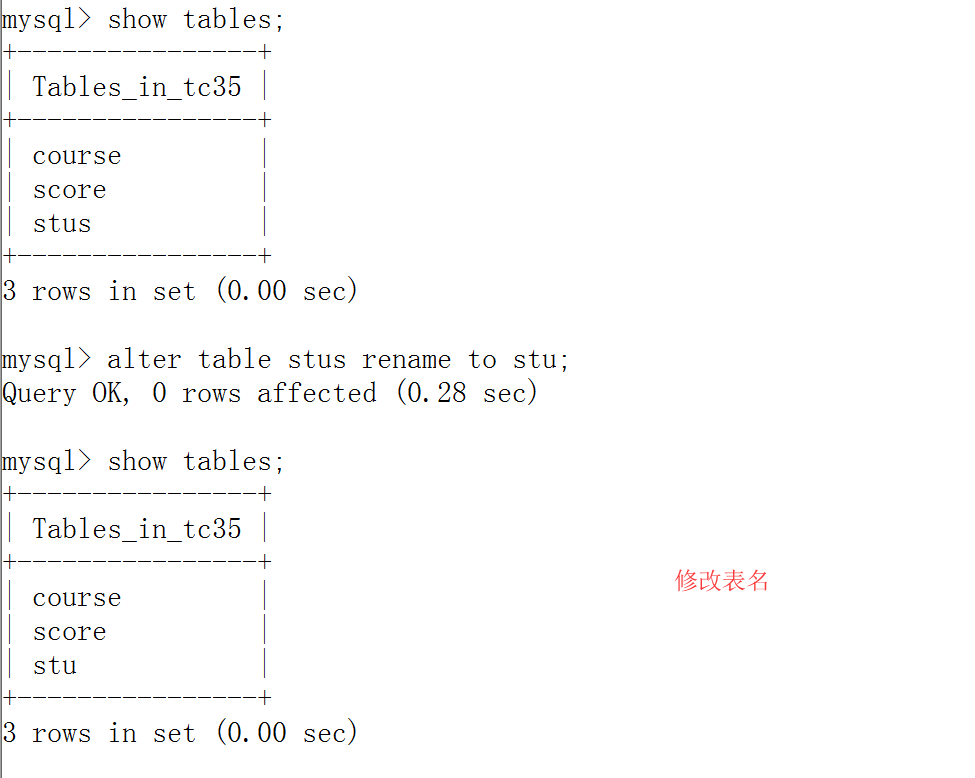 mysql> show tables;
+----------------+
| Tables_in_tc35 |
+----------------+
| course         |
| score          |
| stus           |
+----------------+
3 rows in set (0.00 sec)
mysql> alter table stus rename to stu;
Query OK, 0 rows affected (0.28 sec)
mysql> show tables;
+----------------+
| Tables_in_tc35 |
+----------------+
| course         |
修改表名
| score          |
| stu            |
+----------------+
3 rows in set (0.00 sec)